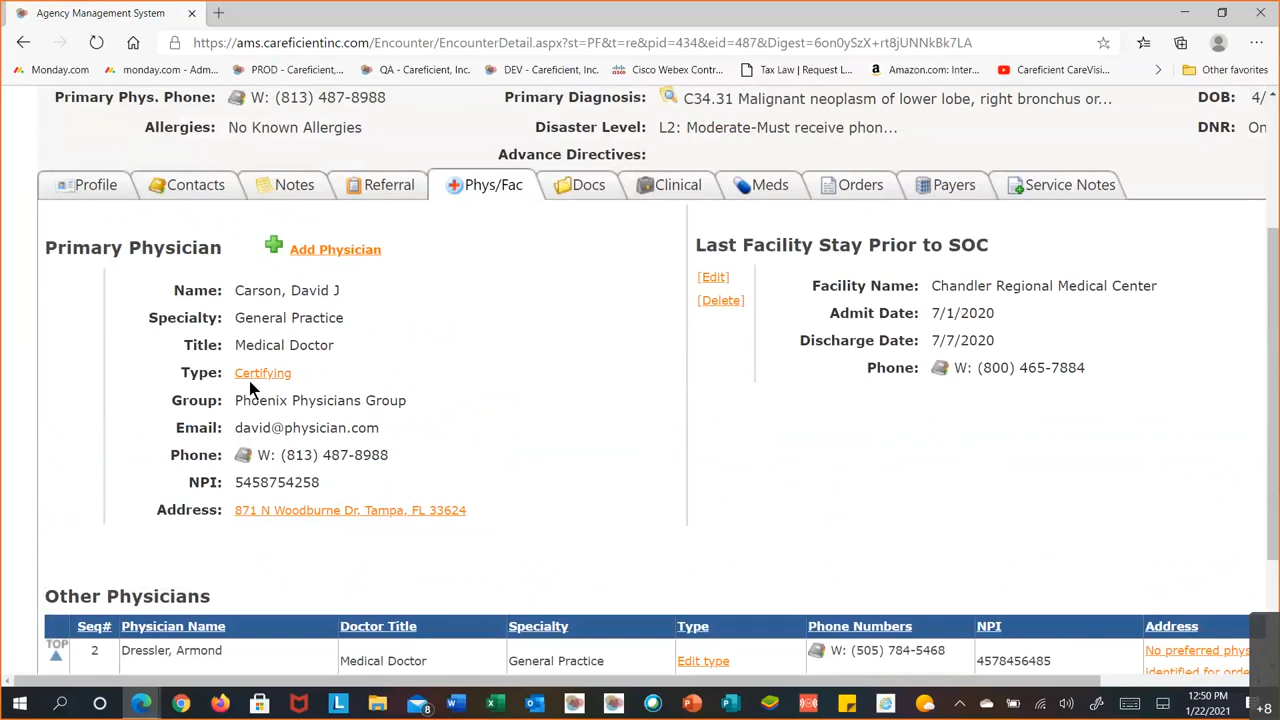 Agency Management System
https://ams.careficientinc.com/Encounter/EncounterDetail.aspx?st=PF&t=re&pid=434&eid=487&Digest=6on0ySzX+rt8jUNNkBk7LA
Monday.com
monday.com - Adm...
PROD - Careficient,...
QA - Careficient, Inc.
DEV - Careficient, Inc.
Cisco Webex Contr...
Tax Law | Request L...
Amazon.com: Inter...
Careficient CareVisi...
Other favorites
Primary Phys. Phone: W: (813) 487-8988
Primary Diagnosis: C34.31 Malignant neoplasm of lower lobe, right bronchus or...
DOB: 4/
Allergies: No Known Allergies
Disaster Level: L2: Moderate-Must receive phon...
DNR: On
Advance Directives:
Profile
Contacts
Notes
Referral
Phys/Fac
Docs
Clinical
Meds
Orders
Payers
Service Notes
Primary Physician
Add Physician
Name: Carson, David J
Specialty: General Practice
Title: Medical Doctor
Type: Certifying
Group: Phoenix Physicians Group
Email: david@physician.com
Phone: W: (813) 487-8988
NPI: 5458754258
Address: 871 N Woodburne Dr, Tampa, FL 33624
Last Facility Stay Prior to SOC
[Edit]
[Delete]
Facility Name: Chandler Regional Medical Center
Admit Date: 7/1/2020
Discharge Date: 7/7/2020
Phone: W: (800) 465-7884
Other Physicians
Seq# Physician Name Doctor Title Specialty Type Phone Numbers NPI Address
TOP
2 Dressler, Armond Medical Doctor General Practice Edit type W: (505) 784-5468 4578456485 No preferred phys
identified for orde
8
12:50 PM
1/22/2021
+8